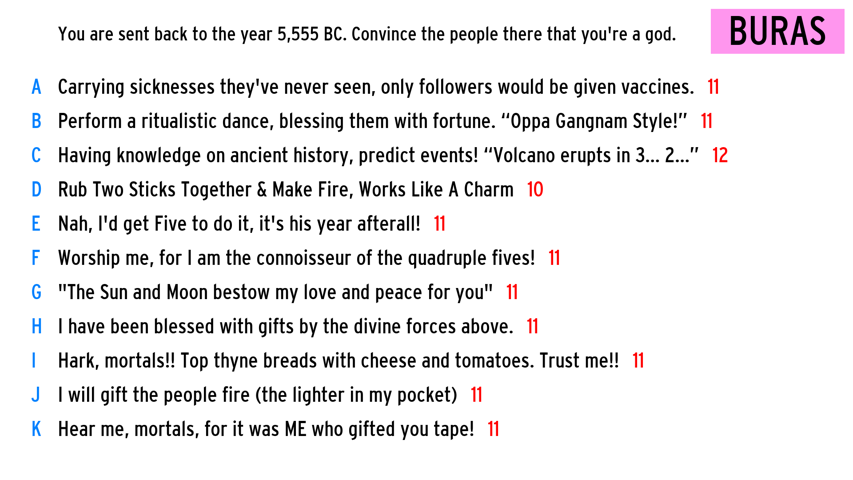 You are sent back to the year 5,555 BC. Convince the people there that you're a god.
BURAS
A Carrying sicknesses they've never seen, only followers would be given vaccines. 11
B Perform a ritualistic dance, blessing them with fortune. “Oppa Gangnam Style!” 11
C Having knowledge on ancient history, predict events! “Volcano erupts in 3... 2...” 12
D Rub Two Sticks Together & Make Fire, Works Like A Charm 10
E Nah, I'd get Five to do it, it's his year afterall! 11
F Worship me, for I am the connoisseur of the quadruple fives! 11
G "The Sun and Moon bestow my love and peace for you" 11
H I have been blessed with gifts by the divine forces above. 11
I Hark, mortals!! Top thyne breads with cheese and tomatoes. Trust me!! 11
J I will gift the people fire (the lighter in my pocket) 11
K Hear me, mortals, for it was ME who gifted you tape! 11